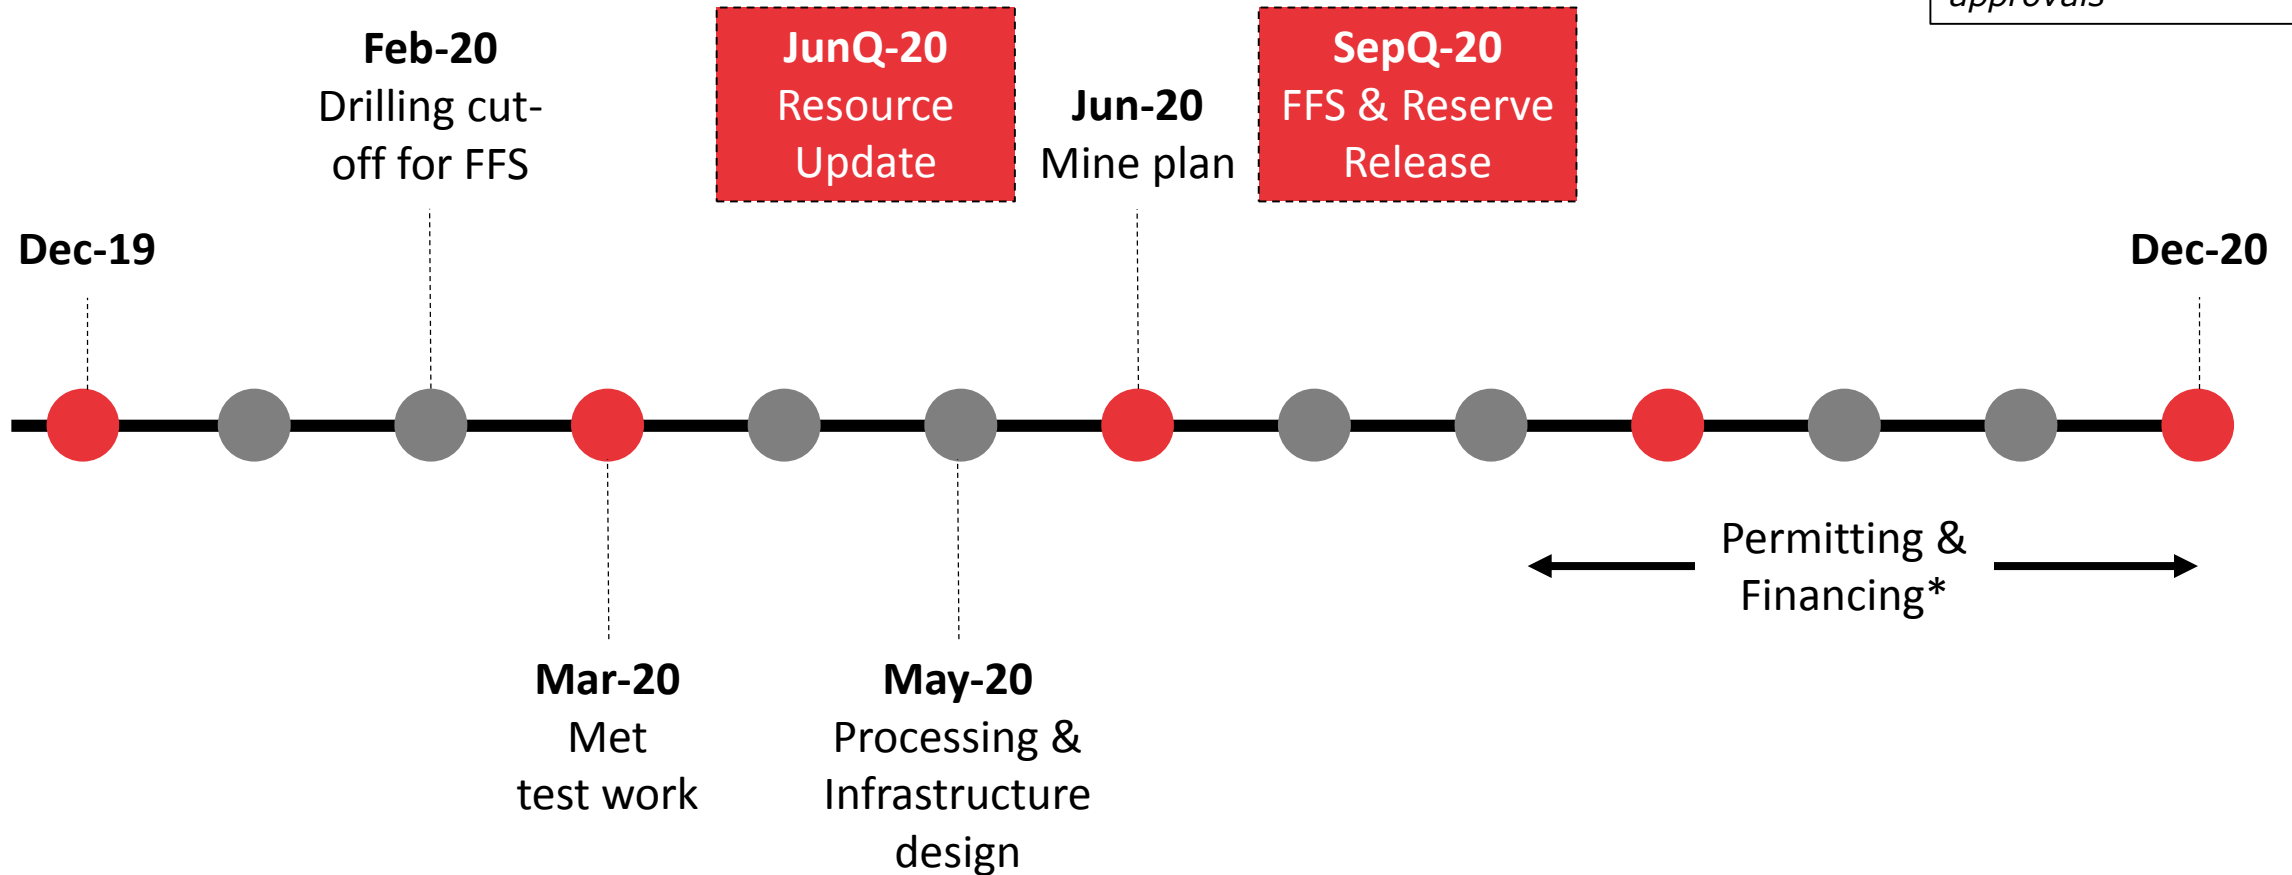 approvals
Feb-20
Drilling cut-
off for FFS
JunQ-20
Resource
Update
Jun-20
Mine plan
SepQ-20
FFS & Reserve
Release
Dec-19
Dec-20
Permitting &
Financing*
Mar-20
Met
test work
May-20
Processing &
Infrastructure
design